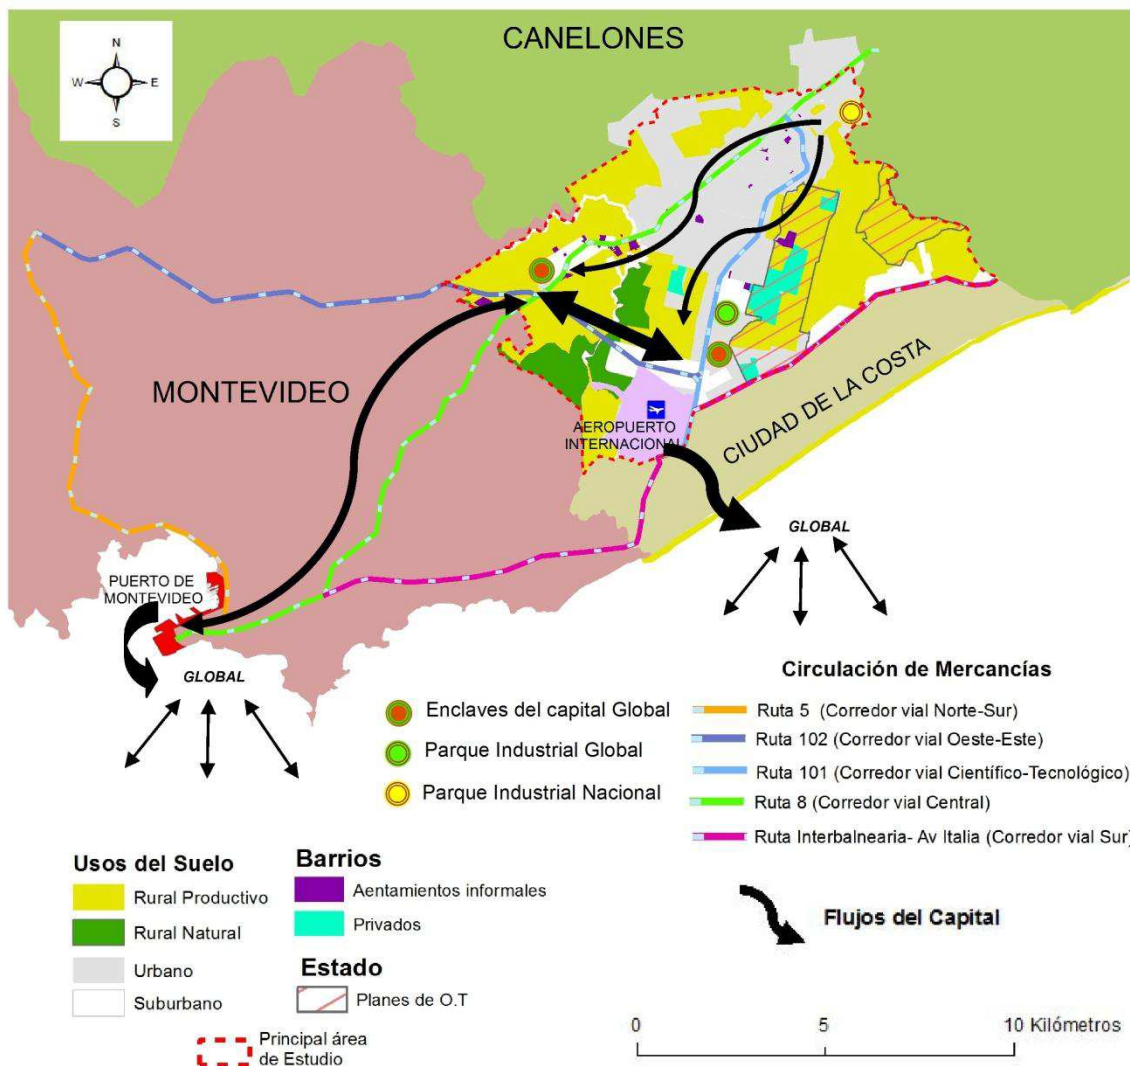 CANELONES
N
W E
S
MONTEVIDEO
CIUDAD DE LA COSTA
AEROPUERTO
INTERNACIONAL
GLOBAL
PUERTO DE
MONTEVIDEO
GLOBAL
Enclaves del capital Global
Parque Industrial Global
Parque Industrial Nacional
Circulación de Mercancías
Ruta 5 (Corredor vial Norte-Sur)
Ruta 102 (Corredor vial Oeste-Este)
Ruta 101 (Corredor vial Científico-Tecnológico)
Ruta 8 (Corredor vial Central)
Ruta Interbalnearia- Av Italia (Corredor vial Sur)
Flujos del Capital
Usos del Suelo
Rural Productivo
Rural Natural
Urbano
Suburbano
Barrios
Aentamientos informales
Privados
Estado
Planes de O.T
Principal área
de Estudio
0 5 10 Kilómetros